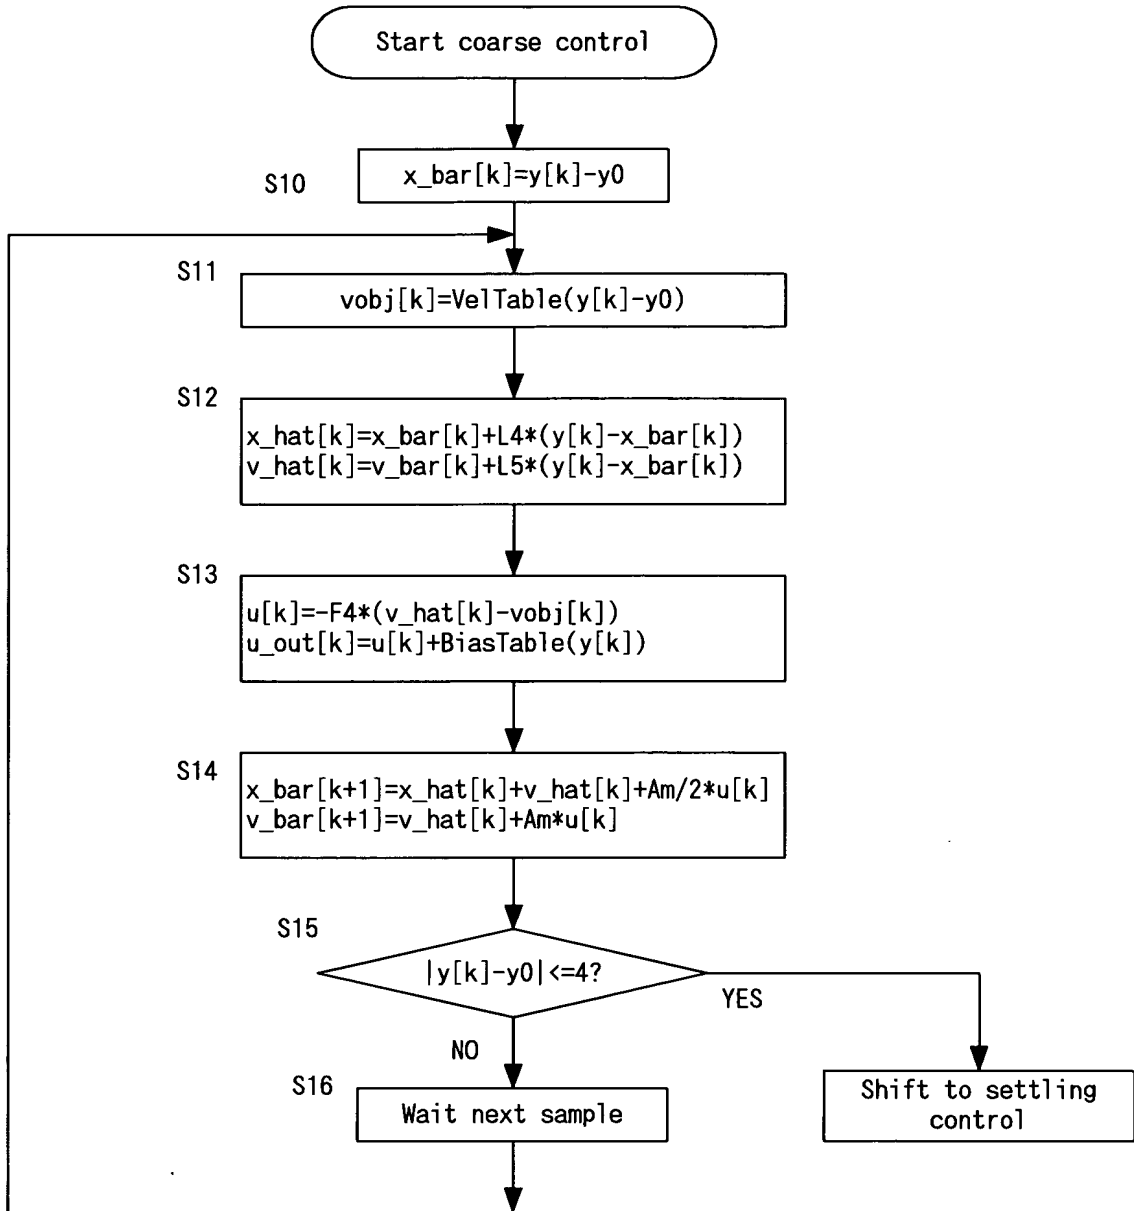 Start coarse control
S10
x_bar[k]=y[k]-y0
S11
vobj[k]=VelTable(y[k]-y0)
S12
x_hat[k]=x_bar[k]+L4*(y[k]-x_bar[k])
v_hat[k]=v_bar[k]+L5*(y[k]-x_bar[k])
S13
u[k]=-F4*(v_hat[k]-vobj[k])
u_out[k]=u[k]+BiasTable(y[k])
S14
x_bar[k+1]=x_hat[k]+v_hat[k]+Am/2*u[k]
v_bar[k+1]=v_hat[k]+Am*u[k]
S15
|y[k]-y0|<=4?
YES
NO
S16
Wait next sample
Shift to settling
control